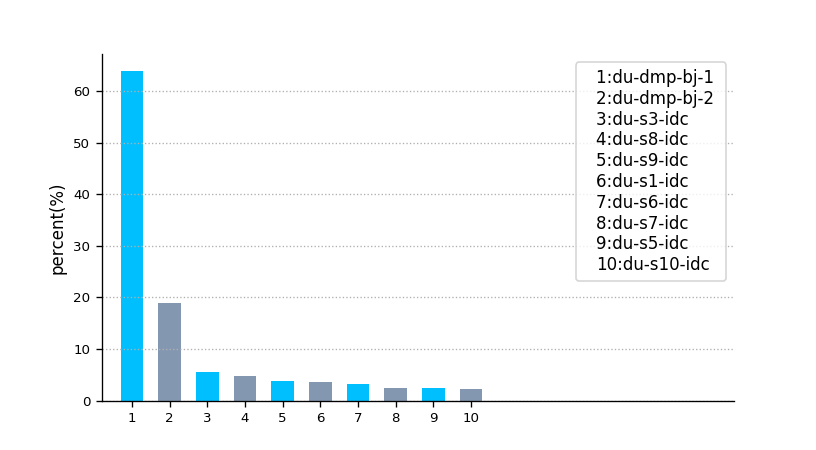 percent(%)
60
50
40
30
20
10
0
1 2 3 4 5 6 7 8 9 10
1:du-dmp-bj-1
2:du-dmp-bj-2
3:du-s3-idc
4:du-s8-idc
5:du-s9-idc
6:du-s1-idc
7:du-s6-idc
8:du-s7-idc
9:du-s5-idc
10:du-s10-idc